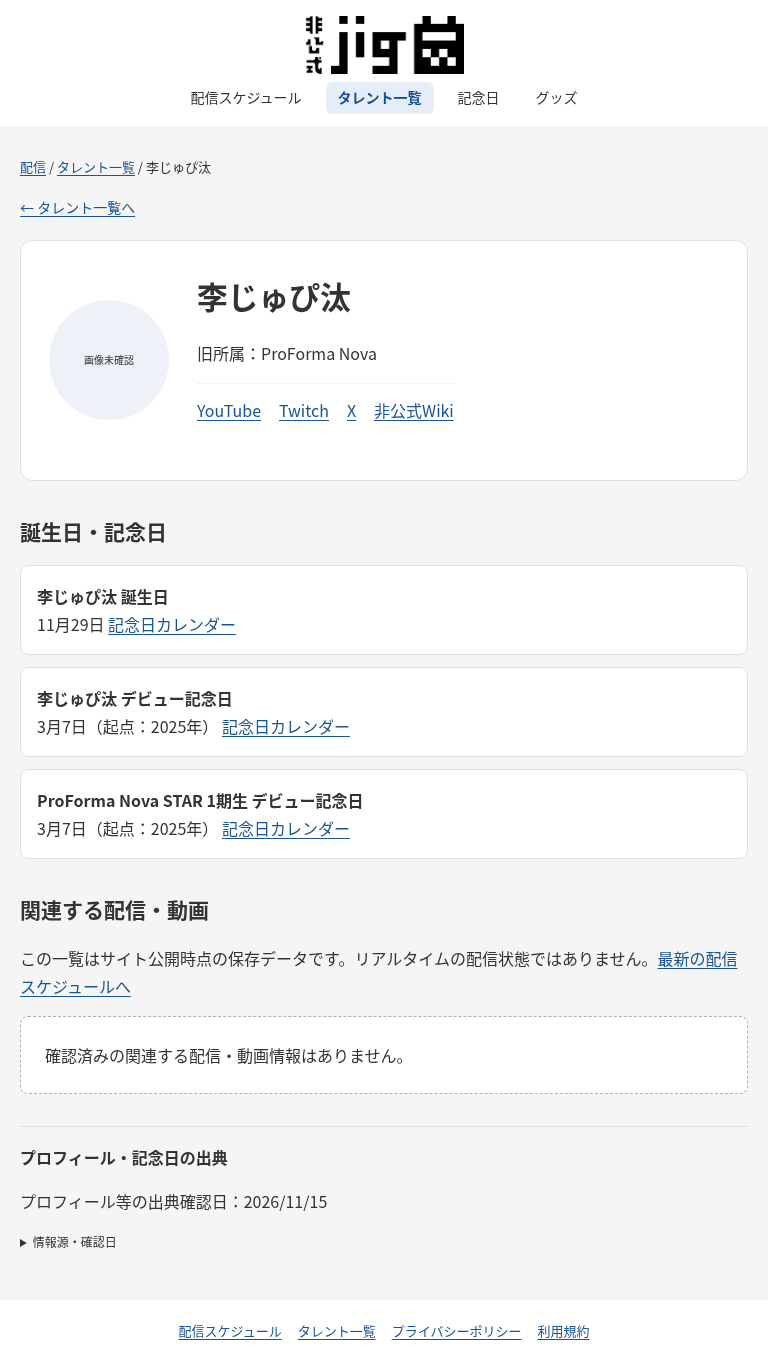 非公式 jig
配信スケジュール タレント一覧 記念日 グッズ
配信 / タレント一覧 / 李じゅぴ汰
← タレント一覧へ
画像未確認
李じゅぴ汰
旧所属：ProForma Nova
YouTube Twitch X 非公式Wiki
誕生日・記念日
李じゅぴ汰 誕生日
11月29日 記念日カレンダー
李じゅぴ汰 デビュー記念日
3月7日（起点：2025年） 記念日カレンダー
ProForma Nova STAR 1期生 デビュー記念日
3月7日（起点：2025年） 記念日カレンダー
関連する配信・動画
この一覧はサイト公開時点の保存データです。リアルタイムの配信状態ではありません。最新の配信
スケジュールへ
確認済みの関連する配信・動画情報はありません。
プロフィール・記念日の出典
プロフィール等の出典確認日：2026/11/15
▶ 情報源・確認日
配信スケジュール タレント一覧 プライバシーポリシー 利用規約